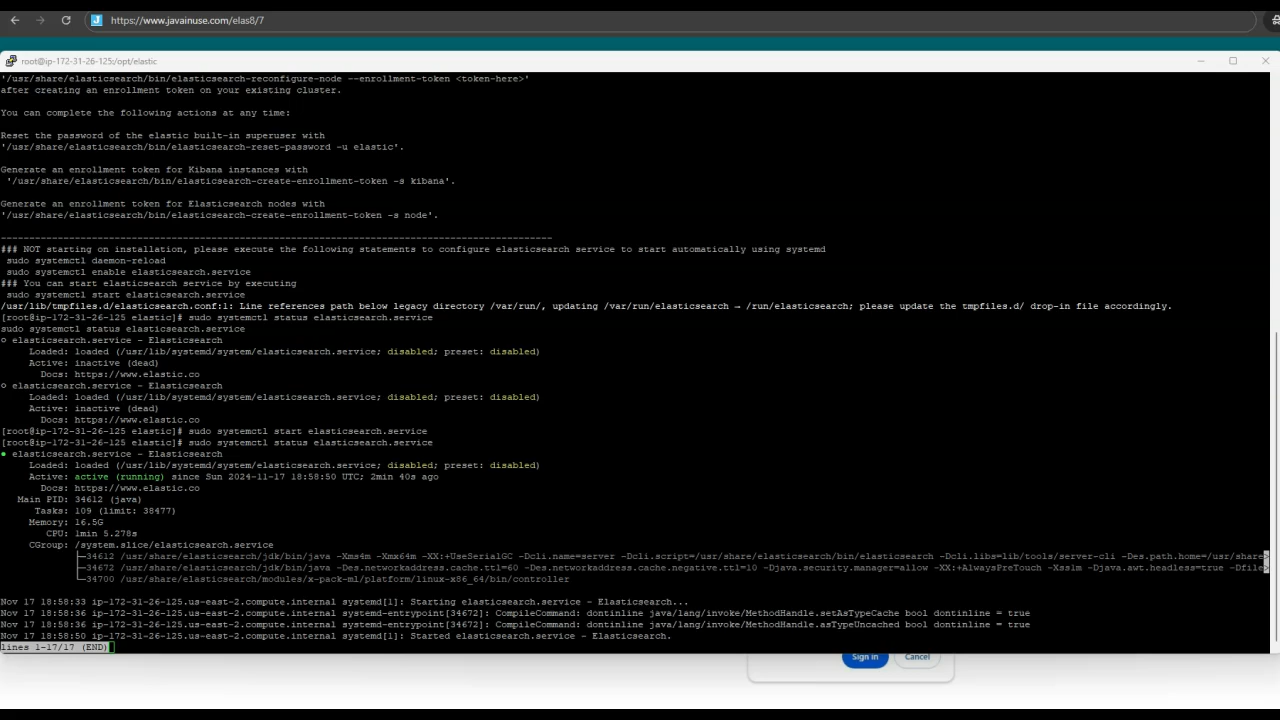 https://www.javainuse.com/elas8/7
root@ip-172-31-26-125:/opt/elastic
'/usr/share/elasticsearch/bin/elasticsearch-reconfigure-node --enrollment-token <token-here>'
after creating an enrollment token on your existing cluster.
You can complete the following actions at any time:
Reset the password of the elastic built-in superuser with
'/usr/share/elasticsearch/bin/elasticsearch-reset-password -u elastic'.
Generate an enrollment token for Kibana instances with
'/usr/share/elasticsearch/bin/elasticsearch-create-enrollment-token -s kibana'.
Generate an enrollment token for Elasticsearch nodes with
'/usr/share/elasticsearch/bin/elasticsearch-create-enrollment-token -s node'.
-------------------------------------------------------------------------------------------------
### NOT starting on installation, please execute the following statements to configure elasticsearch service to start automatically using systemd
sudo systemctl daemon-reload
sudo systemctl enable elasticsearch.service
### You can start elasticsearch service by executing
sudo systemctl start elasticsearch.service
/usr/lib/tmpfiles.d/elasticsearch.conf:1: Line references path below legacy directory /var/run/, updating /var/run/elasticsearch → /run/elasticsearch; please update the tmpfiles.d/ drop-in file accordingly.
[root@ip-172-31-26-125 elastic]# sudo systemctl status elasticsearch.service
sudo systemctl status elasticsearch.service
○ elasticsearch.service - Elasticsearch
Loaded: loaded (/usr/lib/systemd/system/elasticsearch.service; disabled; preset: disabled)
Active: inactive (dead)
Docs: https://www.elastic.co
○ elasticsearch.service - Elasticsearch
Loaded: loaded (/usr/lib/systemd/system/elasticsearch.service; disabled; preset: disabled)
Active: inactive (dead)
Docs: https://www.elastic.co
[root@ip-172-31-26-125 elastic]# sudo systemctl start elasticsearch.service
[root@ip-172-31-26-125 elastic]# sudo systemctl status elasticsearch.service
● elasticsearch.service - Elasticsearch
Loaded: loaded (/usr/lib/systemd/system/elasticsearch.service; disabled; preset: disabled)
Active: active (running) since Sun 2024-11-17 18:58:50 UTC; 2min 40s ago
Docs: https://www.elastic.co
Main PID: 34612 (java)
Tasks: 109 (limit: 38477)
Memory: 16.5G
CPU: 1min 5.278s
CGroup: /system.slice/elasticsearch.service
├─34612 /usr/share/elasticsearch/jdk/bin/java -Xms4m -Xmx64m -XX:+UseSerialGC -Dcli.name=server -Dcli.script=/usr/share/elasticsearch/bin/elasticsearch -Dcli.libs=lib/tools/server-cli -Des.path.home=/usr/share>
├─34672 /usr/share/elasticsearch/jdk/bin/java -Des.networkaddress.cache.ttl=60 -Des.networkaddress.cache.negative.ttl=10 -Djava.security.manager=allow -XX:+AlwaysPreTouch -Xss1m -Djava.awt.headless=true -Dfile>
└─34700 /usr/share/elasticsearch/modules/x-pack-ml/platform/linux-x86_64/bin/controller
Nov 17 18:58:33 ip-172-31-26-125.us-east-2.compute.internal systemd[1]: Starting elasticsearch.service - Elasticsearch...
Nov 17 18:58:36 ip-172-31-26-125.us-east-2.compute.internal systemd-entrypoint[34672]: CompileCommand: dontinline java/lang/invoke/MethodHandle.setAsTypeCache bool dontinline = true
Nov 17 18:58:36 ip-172-31-26-125.us-east-2.compute.internal systemd-entrypoint[34672]: CompileCommand: dontinline java/lang/invoke/MethodHandle.asTypeUncached bool dontinline = true
Nov 17 18:58:50 ip-172-31-26-125.us-east-2.compute.internal systemd[1]: Started elasticsearch.service - Elasticsearch.
lines 1-17/17 (END)
Sign in Cancel